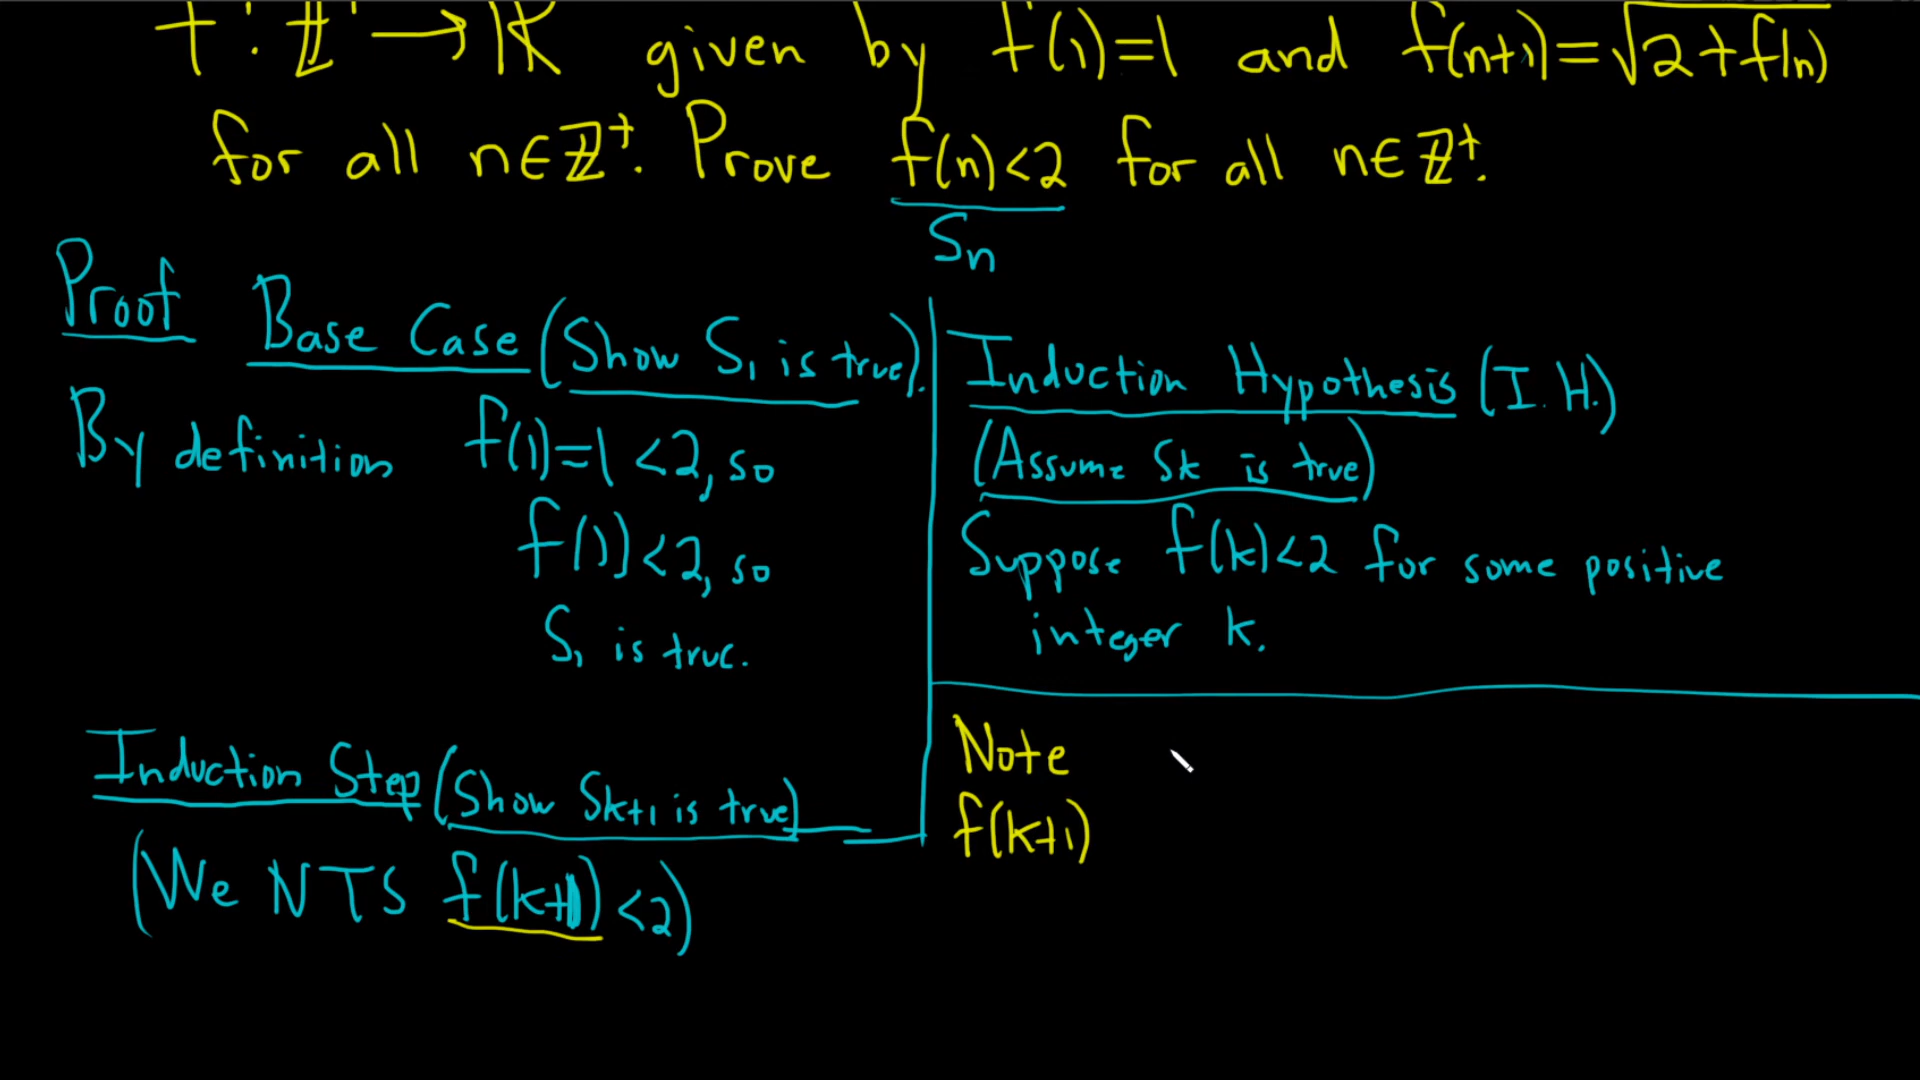 f : ℤ⁺ → ℝ given by f(1)=1 and f(n+1)=√(2+f(n))
for all n∈ℤ⁺. Prove f(n)<2 for all n∈ℤ⁺.
Sn
Proof Base Case (Show S₁ is true).
By definition f(1)=1<2, so
f(1)<2, so
S₁ is true.
Induction Hypothesis (I.H.)
(Assume Sk is true)
Suppose f(k)<2 for some positive
integer k.
Induction Step (Show Sk+1 is true)
(We NTS f(k+1)<2)
Note
f(k+1)